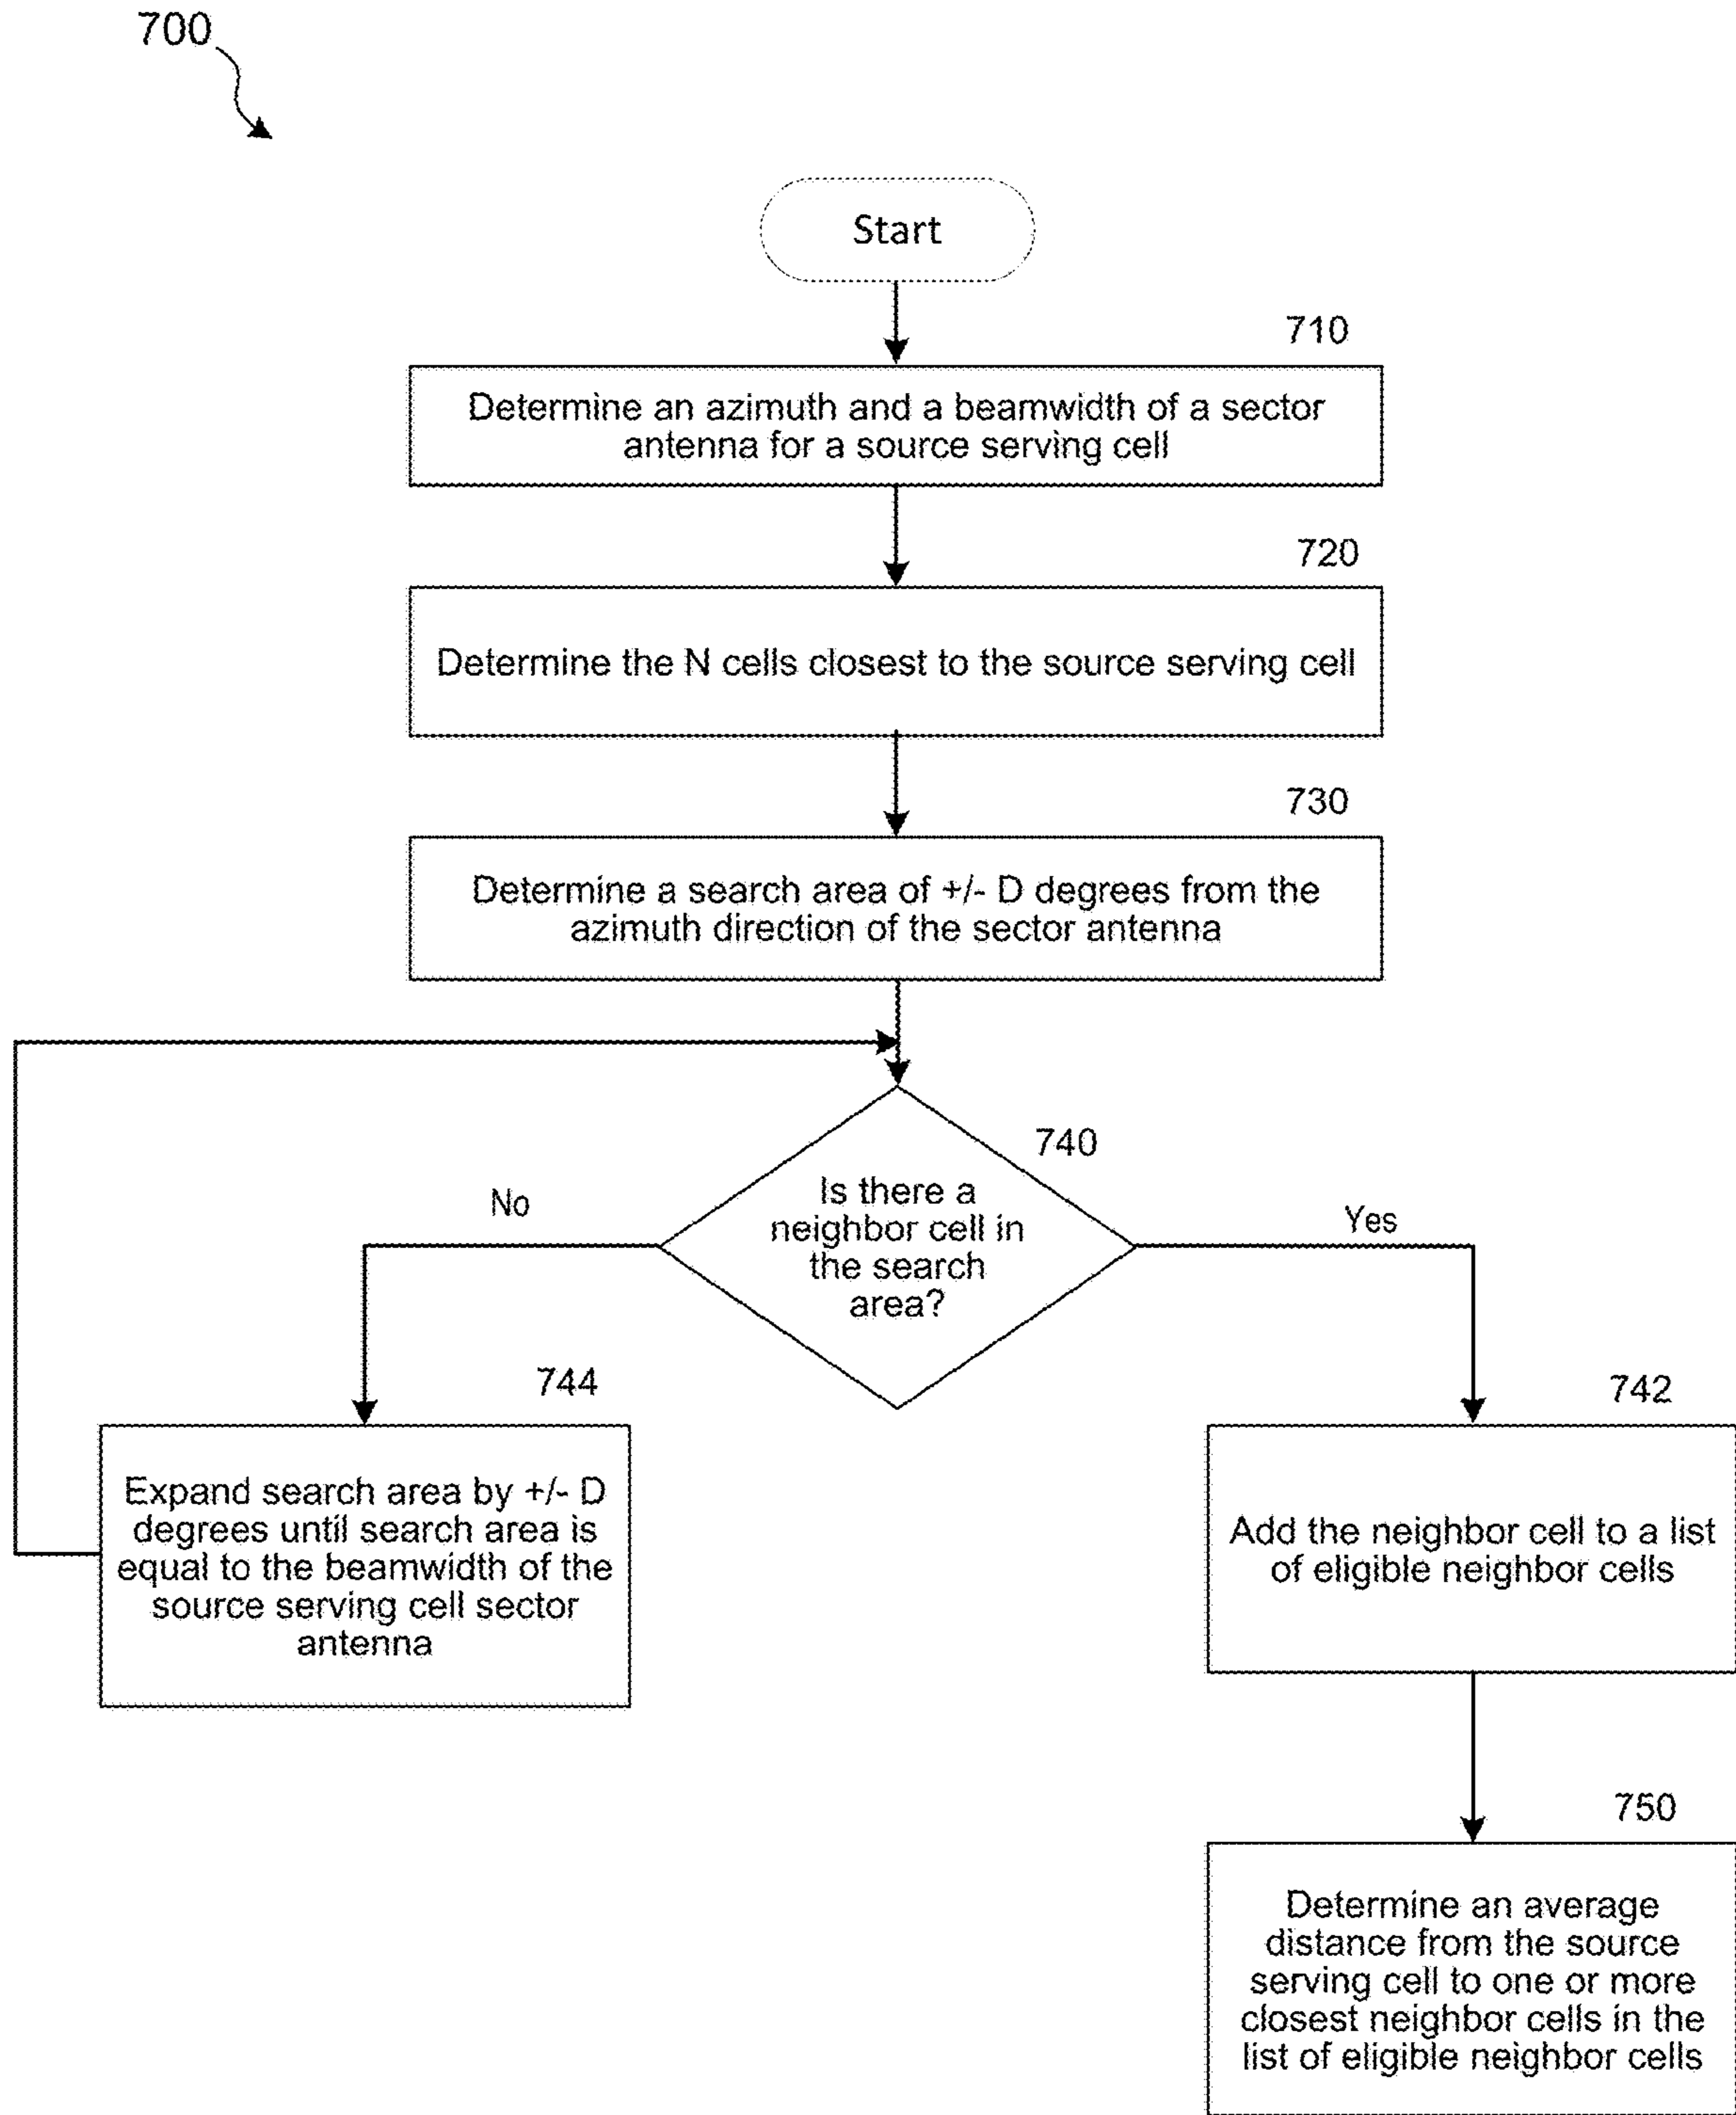 700
Start
710
Determine an azimuth and a beamwidth of a sector
antenna for a source serving cell
720
Determine the N cells closest to the source serving cell
730
Determine a search area of +/- D degrees from the
azimuth direction of the sector antenna
740
Is there a
neighbor cell in
the search
area?
No
Yes
744
Expand search area by +/- D
degrees until search area is
equal to the beamwidth of the
source serving cell sector
antenna
742
Add the neighbor cell to a list
of eligible neighbor cells
750
Determine an average
distance from the source
serving cell to one or more
closest neighbor cells in the
list of eligible neighbor cells